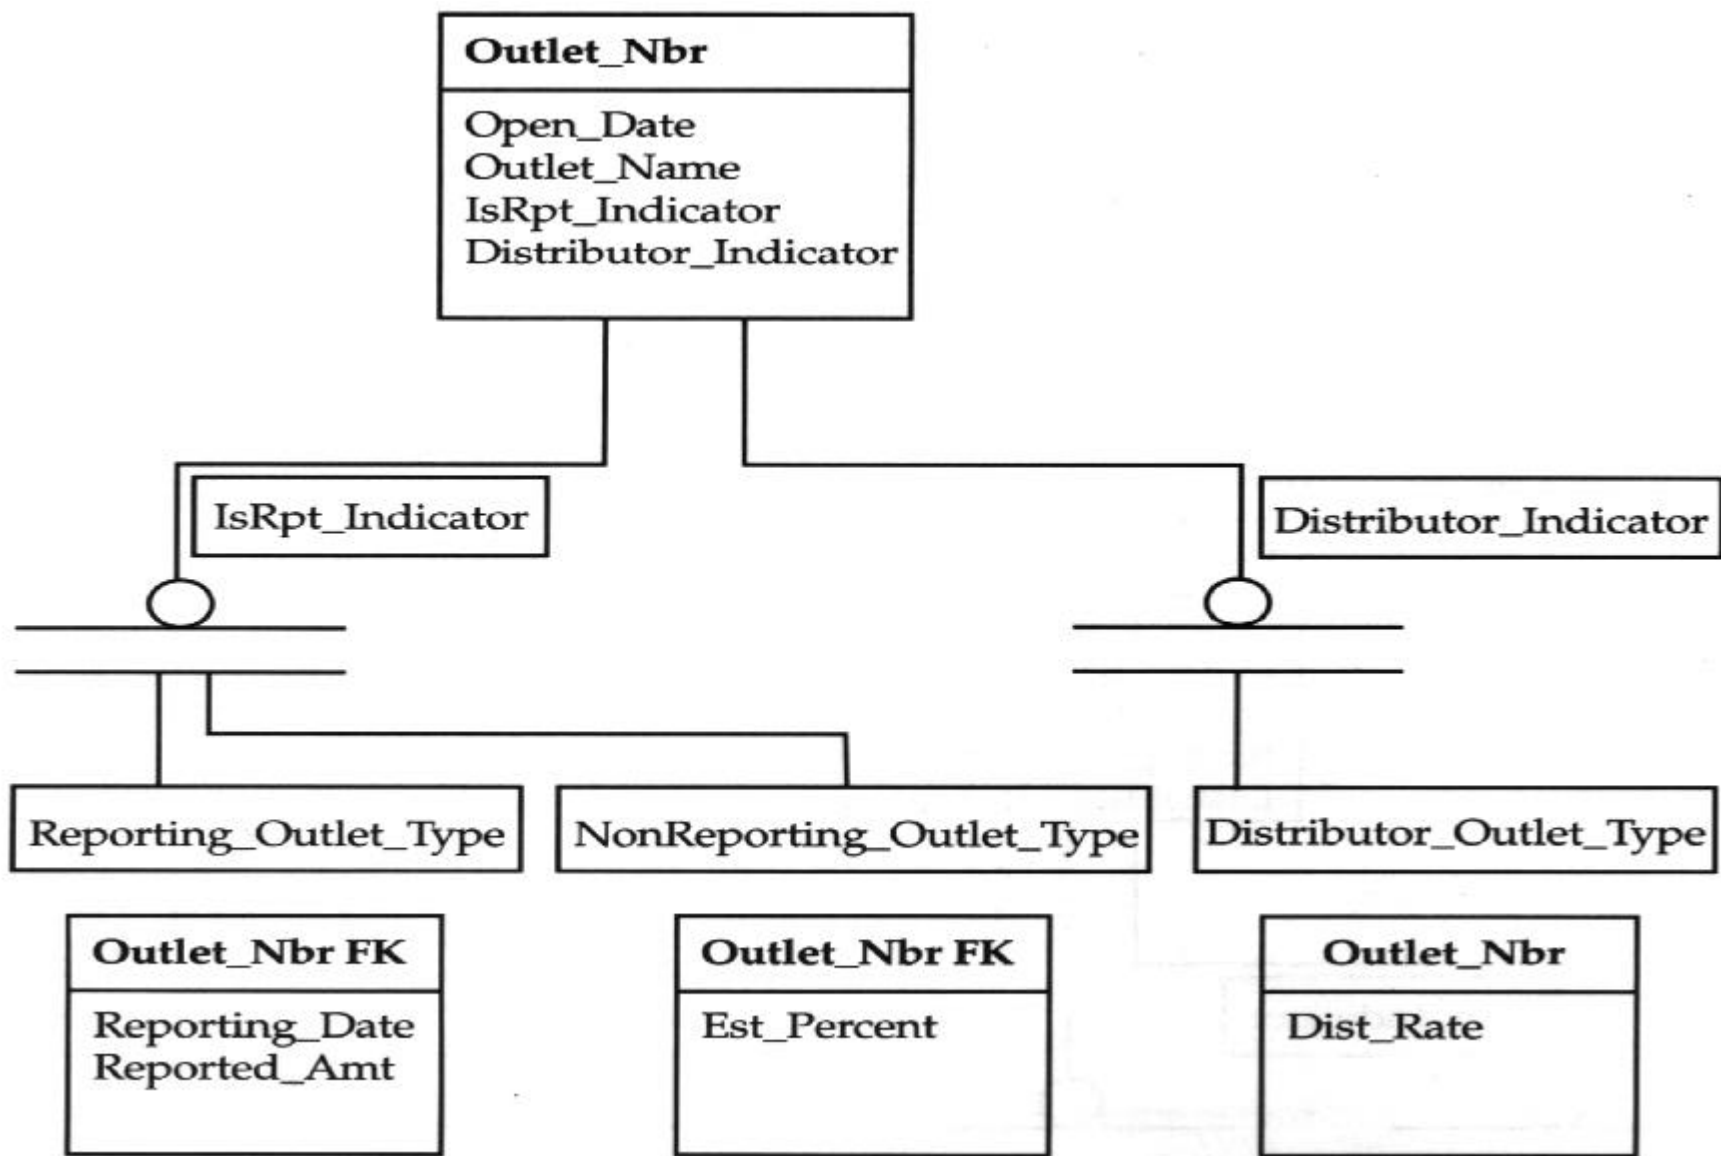 Outlet_Nbr
Open_Date
Outlet_Name
IsRpt_Indicator
Distributor_Indicator
IsRpt_Indicator
Distributor_Indicator
Reporting_Outlet_Type
NonReporting_Outlet_Type
Distributor_Outlet_Type
Outlet_Nbr FK
Reporting_Date
Reported_Amt
Outlet_Nbr FK
Est_Percent
Outlet_Nbr
Dist_Rate